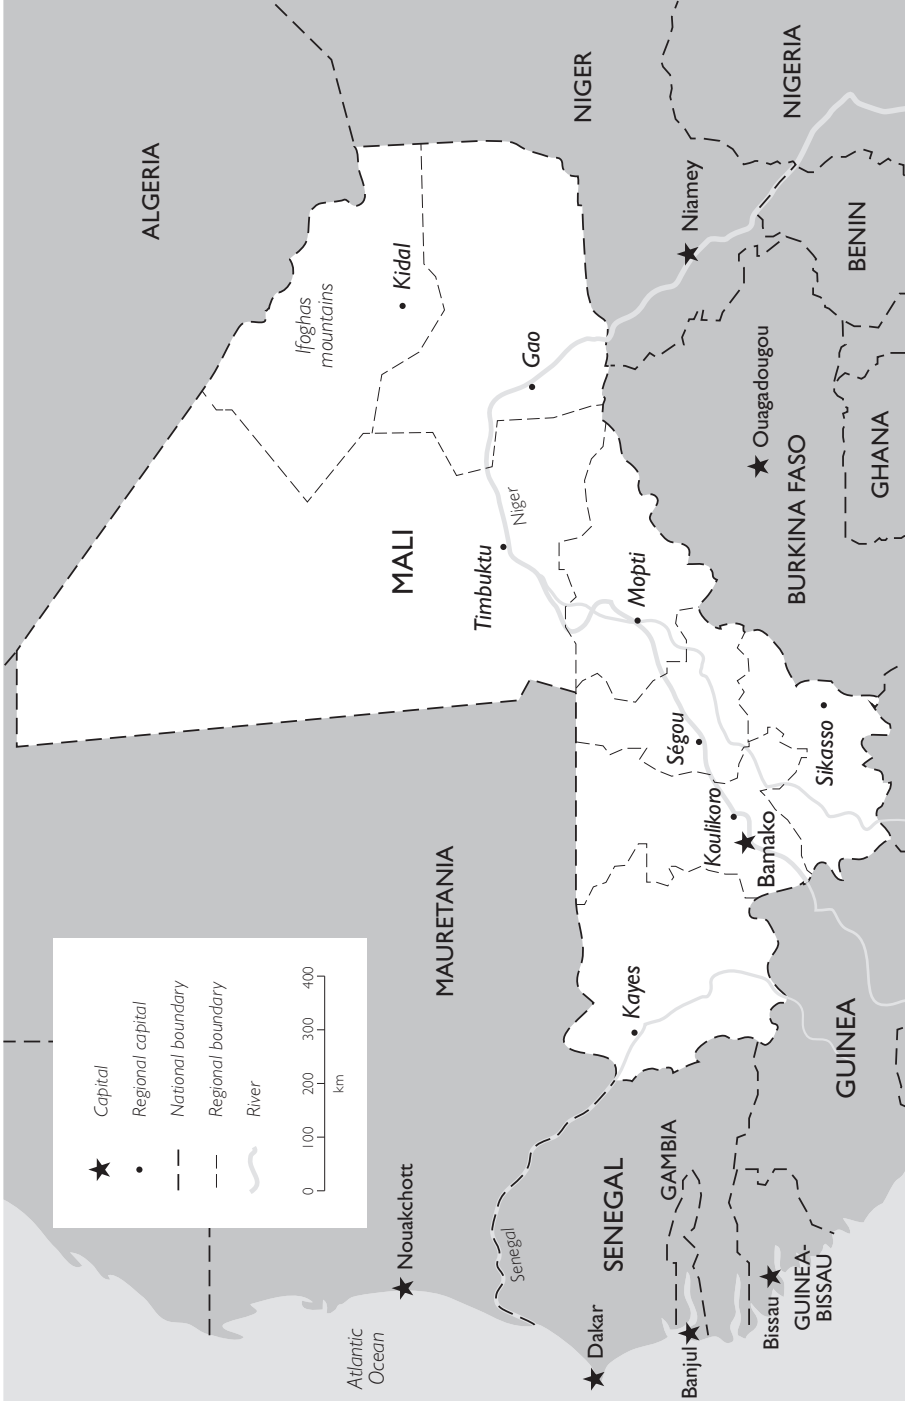 Capital
Regional capital
National boundary
Regional boundary
River
0 100 200 300 400
km
ALGERIA
Ifoghas
mountains
Kidal
MALI
MAURETANIA
Nouakchott
Atlantic
Ocean
Timbuktu
Niger
Gao
NIGER
Niamey
NIGERIA
BENIN
Ouagadougou
BURKINA FASO
GHANA
Mopti
Ségou
Koulikoro
Bamako
Sikasso
Kayes
Senegal
SENEGAL
Dakar
GAMBIA
Banjul
Bissau
GUINEA-
BISSAU
GUINEA